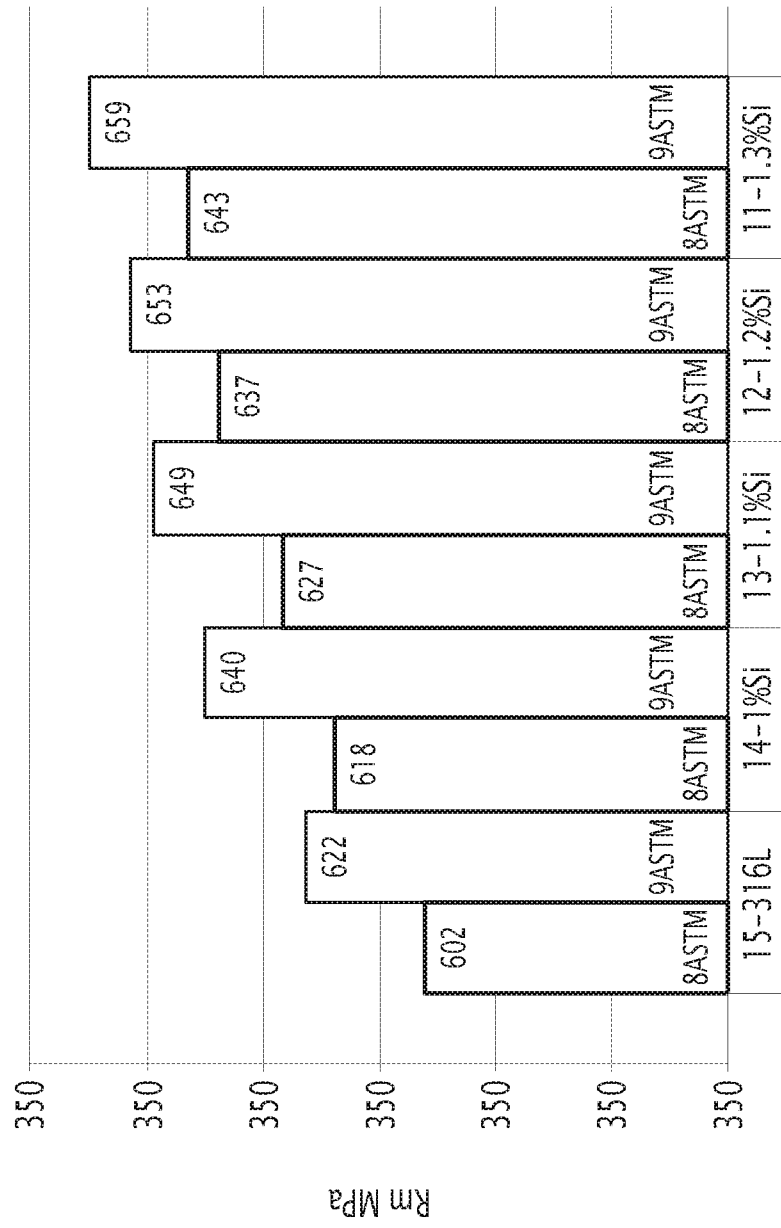 Rm MPa
350
350
350
350
350
350
350
602
622
618
640
627
649
637
653
643
659
8ASTM
9ASTM
8ASTM
9ASTM
8ASTM
9ASTM
8ASTM
9ASTM
8ASTM
9ASTM
15-316L
14-1%Si
13-1.1%Si
12-1.2%Si
11-1.3%Si